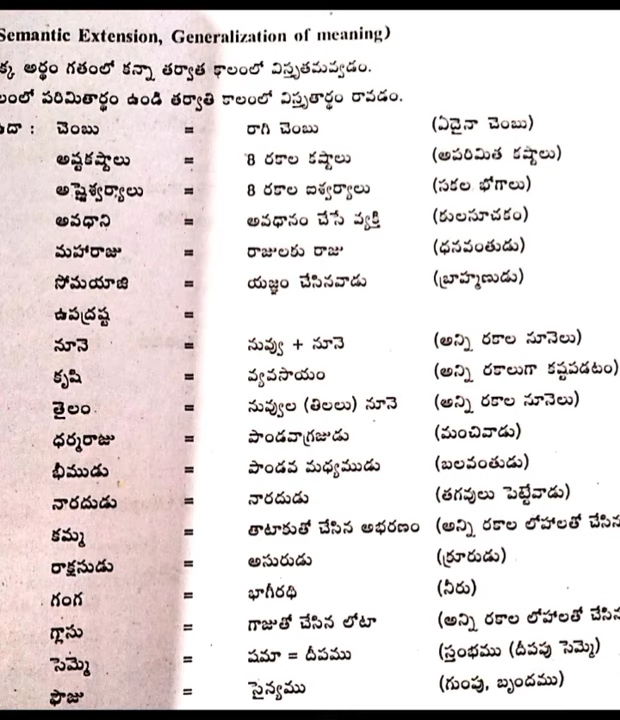 Semantic Extension, Generalization of meaning)
క్క అర్థం గతంలో కన్నా తర్వాత కాలంలో విస్తృతమవ్వడం.
లంలో పరిమితార్థం ఉండి తర్వాతి కాలంలో విస్తృతార్థం రావడం.
ఉదా : చెంబు = రాగి చెంబు (ఏదైనా చెంబు)
అష్టకష్టాలు = 8 రకాల కష్టాలు (అపరిమిత కష్టాలు)
అష్టైశ్వర్యాలు = 8 రకాల ఐశ్వర్యాలు (సకల భోగాలు)
అవధాని = అవధానం చేసే వ్యక్తి (కులసూచకం)
మహారాజు = రాజులకు రాజు (ధనవంతుడు)
సోమయాజి = యజ్ఞం చేసినవాడు (బ్రాహ్మణుడు)
ఉపద్రష్ట =
నూనె = నువ్వు + నూనె (అన్ని రకాల నూనెలు)
కృషి = వ్యవసాయం (అన్ని రకాలుగా కష్టపడటం)
తైలం = నువ్వుల (తిలలు) నూనె (అన్ని రకాల నూనెలు)
ధర్మరాజు = పాండవాగ్రజుడు (మంచివాడు)
భీముడు = పాండవ మధ్యముడు (బలవంతుడు)
నారదుడు = నారదుడు (తగవులు పెట్టేవాడు)
కమ్మ = తాటాకుతో చేసిన అభరణం (అన్ని రకాల లోహాలతో చేసిన
రాక్షసుడు = అసురుడు (క్రూరుడు)
గంగ = భాగీరథి (నీరు)
గ్లాసు = గాజుతో చేసిన లోటా (అన్ని రకాల లోహాలతో చేసిన
సెమ్మె = షమా = దీపము (స్తంభము (దీపపు సెమ్మె)
ఫౌజు = సైన్యము (గుంపు, బృందము)